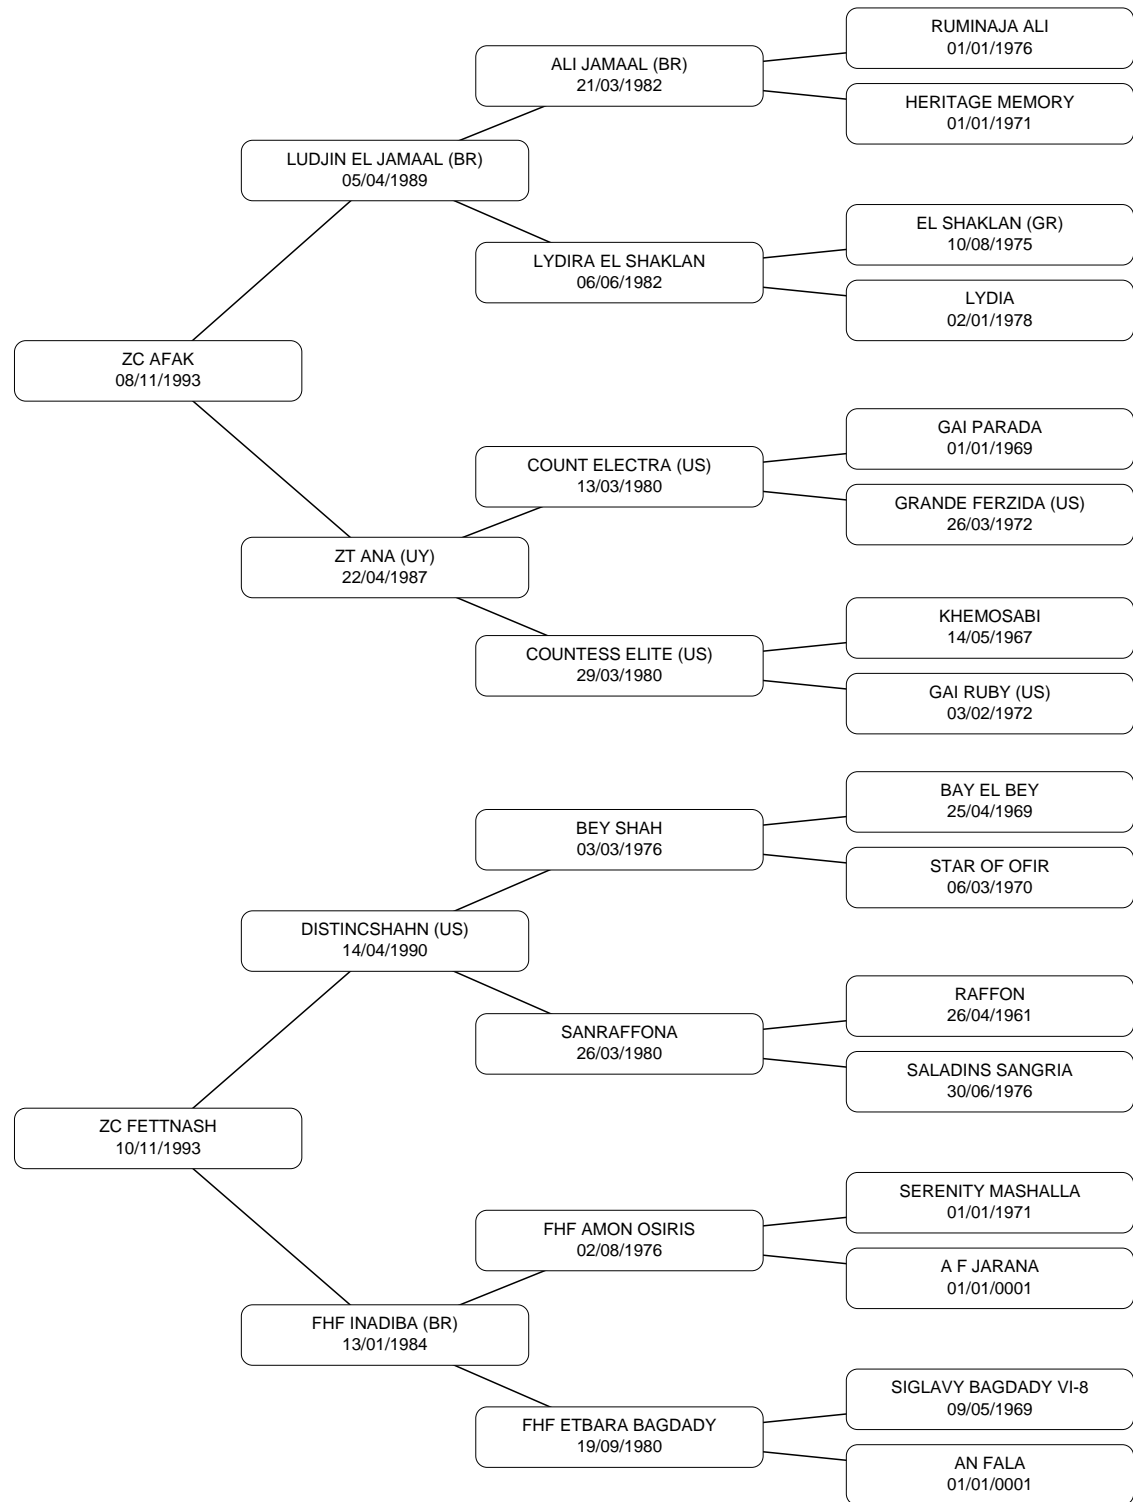 RUMINAJA ALI
01/01/1976
ALI JAMAAL (BR)
21/03/1982
HERITAGE MEMORY
01/01/1971
LUDJIN EL JAMAAL (BR)
05/04/1989
EL SHAKLAN (GR)
10/08/1975
LYDIRA EL SHAKLAN
06/06/1982
LYDIA
02/01/1978
ZC AFAK
08/11/1993
GAI PARADA
01/01/1969
COUNT ELECTRA (US)
13/03/1980
GRANDE FERZIDA (US)
26/03/1972
ZT ANA (UY)
22/04/1987
KHEMOSABI
14/05/1967
COUNTESS ELITE (US)
29/03/1980
GAI RUBY (US)
03/02/1972
BAY EL BEY
25/04/1969
BEY SHAH
03/03/1976
STAR OF OFIR
06/03/1970
DISTINCSHAHN (US)
14/04/1990
RAFFON
26/04/1961
SANRAFFONA
26/03/1980
SALADINS SANGRIA
30/06/1976
ZC FETTNASH
10/11/1993
SERENITY MASHALLA
01/01/1971
FHF AMON OSIRIS
02/08/1976
A F JARANA
01/01/0001
FHF INADIBA (BR)
13/01/1984
SIGLAVY BAGDADY VI-8
09/05/1969
FHF ETBARA BAGDADY
19/09/1980
AN FALA
01/01/0001